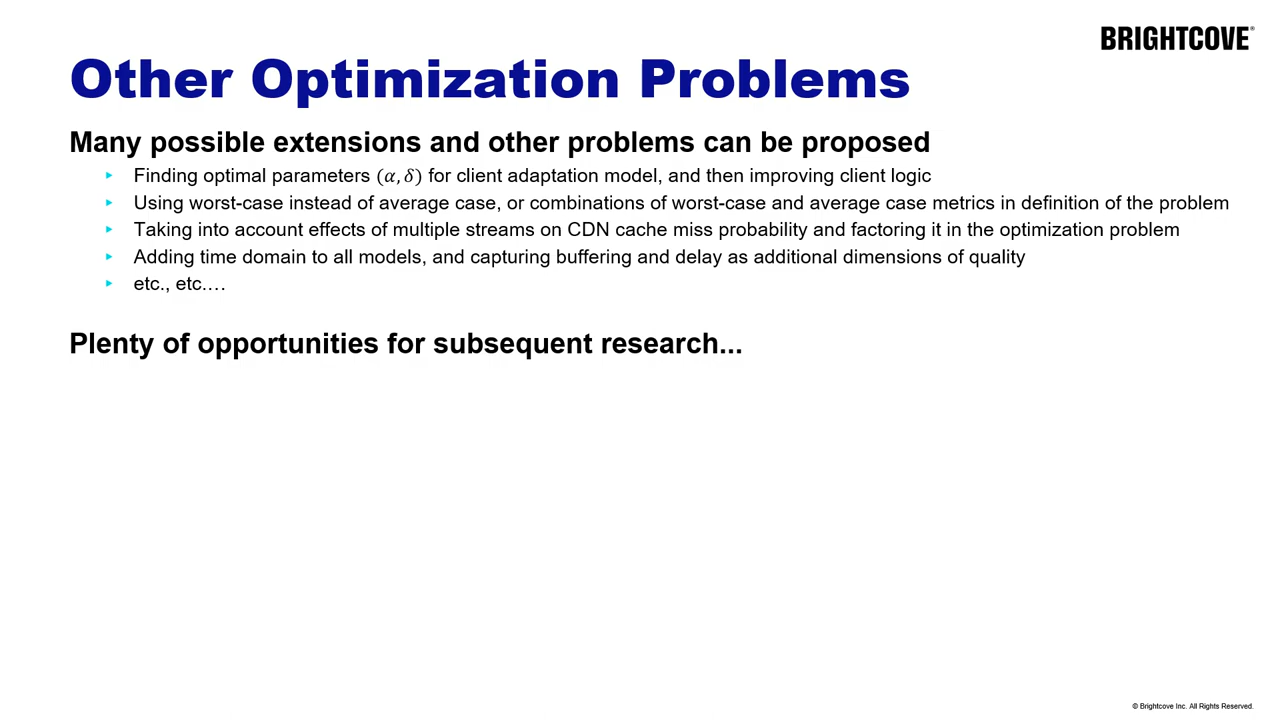 BRIGHTCOVE®
Other Optimization Problems
Many possible extensions and other problems can be proposed
Finding optimal parameters (𝛼, 𝛿) for client adaptation model, and then improving client logic
Using worst-case instead of average case, or combinations of worst-case and average case metrics in definition of the problem
Taking into account effects of multiple streams on CDN cache miss probability and factoring it in the optimization problem
Adding time domain to all models, and capturing buffering and delay as additional dimensions of quality
etc., etc.…
Plenty of opportunities for subsequent research...
© Brightcove Inc. All Rights Reserved.